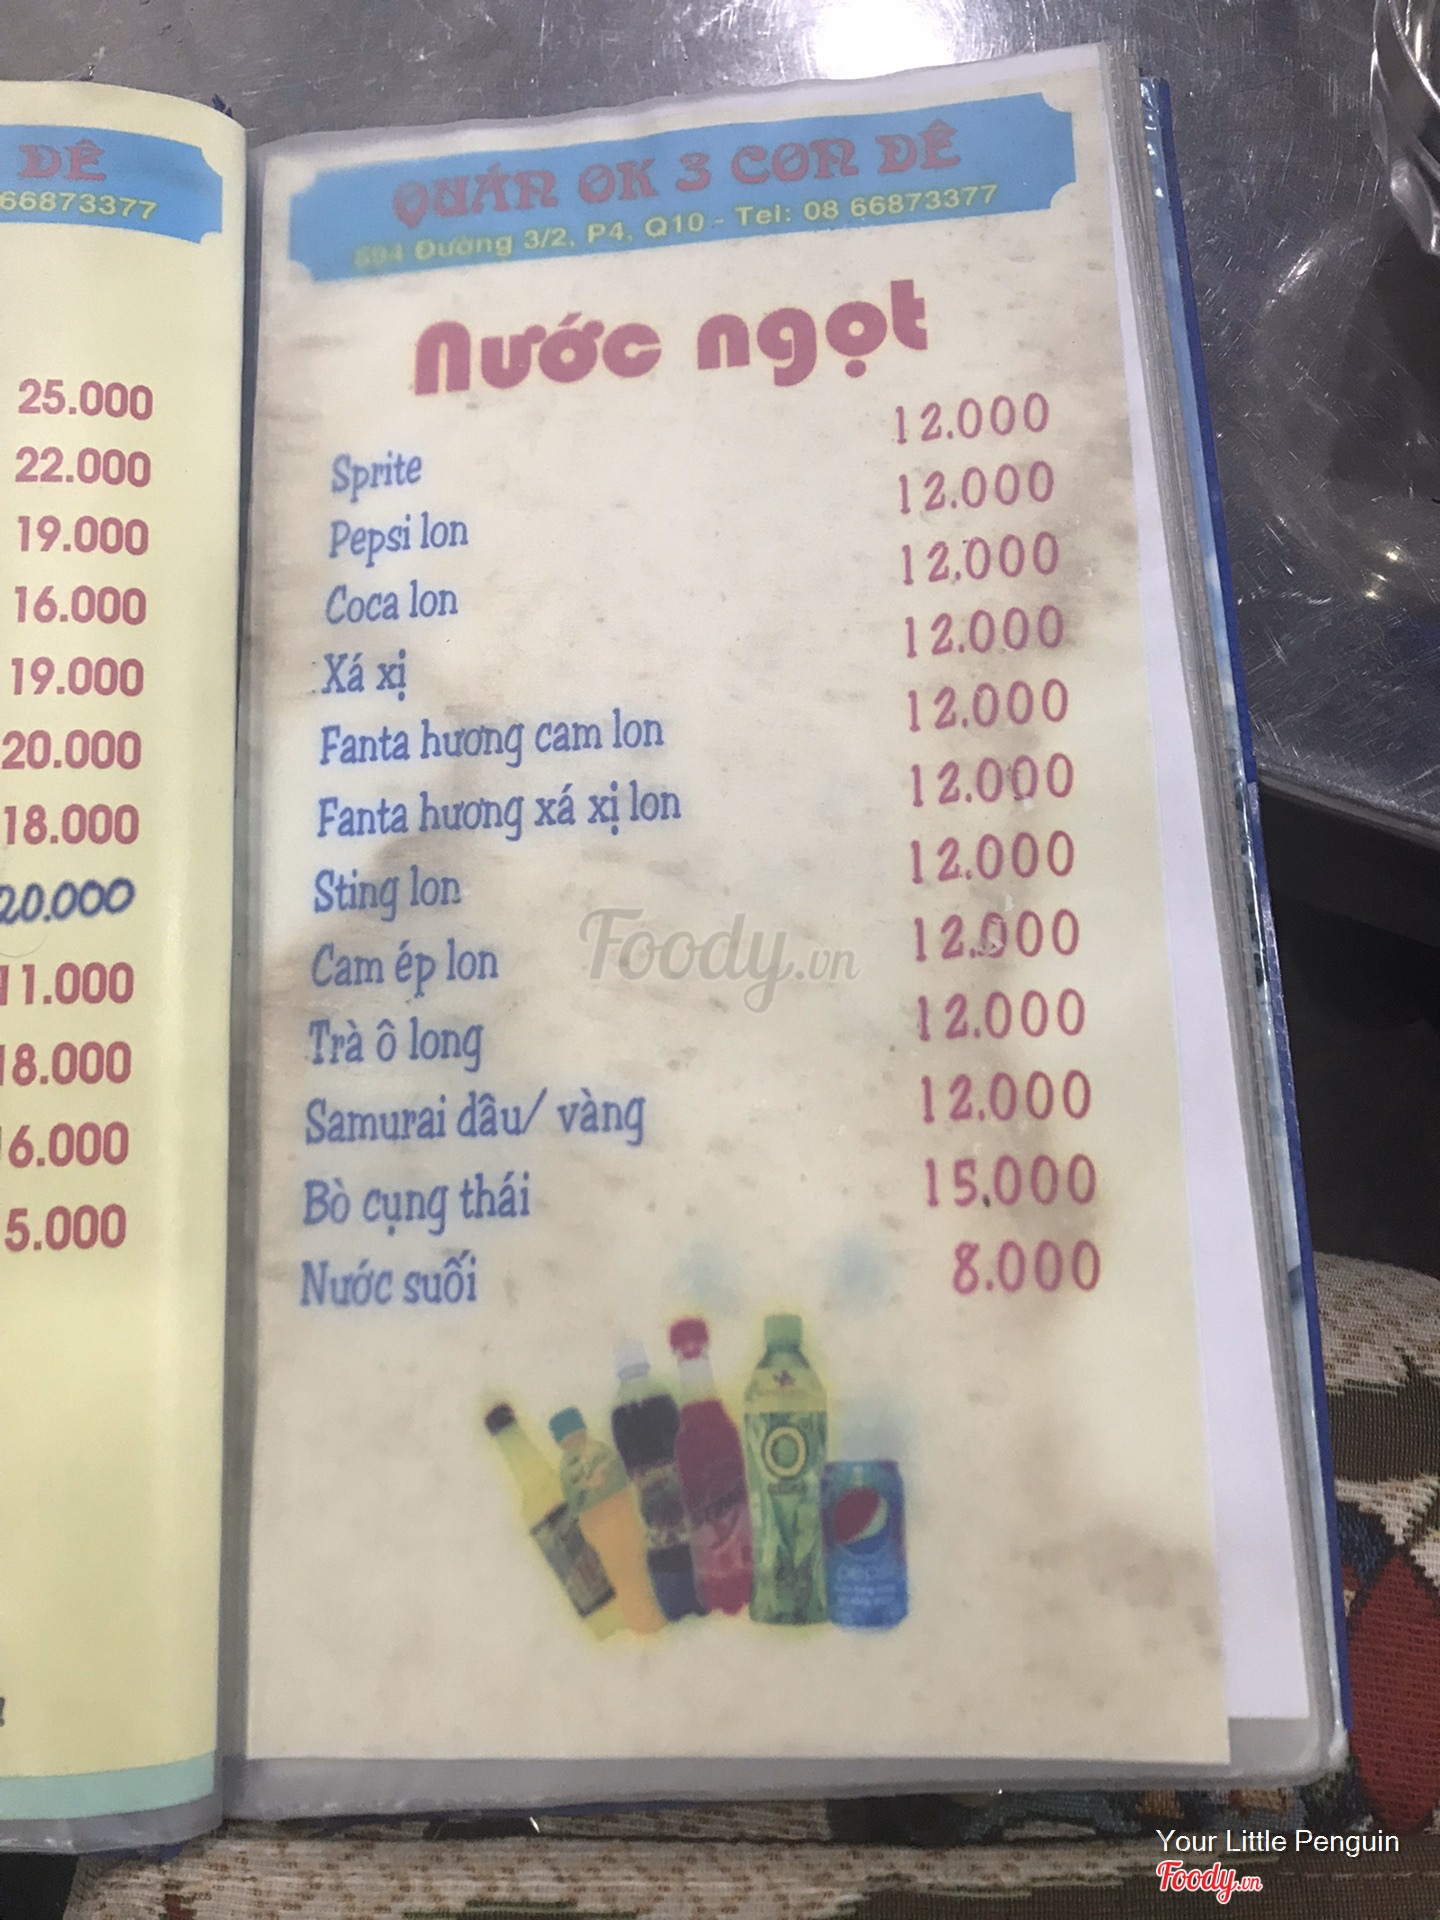 ĐÊ
66873377
25.000
22.000
19.000
16.000
19.000
20.000
18.000
20.000
11.000
18.000
16.000
5.000
QUÁN OK 3 CON DÊ
594 Đường 3/2, P4, Q10 - Tel: 08 66873377
Nước ngọt
Sprite 12.000
Pepsi lon 12.000
Coca lon 12.000
Xá xị 12.000
Fanta hương cam lon 12.000
Fanta hương xá xị lon 12.000
Sting lon 12.000
Cam ép lon 12.000
Trà ô long 12.000
Samurai dâu/ vàng 12.000
Bò cụng thái 15.000
Nước suối 8.000
Foody.vn
pepsi
Your Little Penguin
Foody.vn